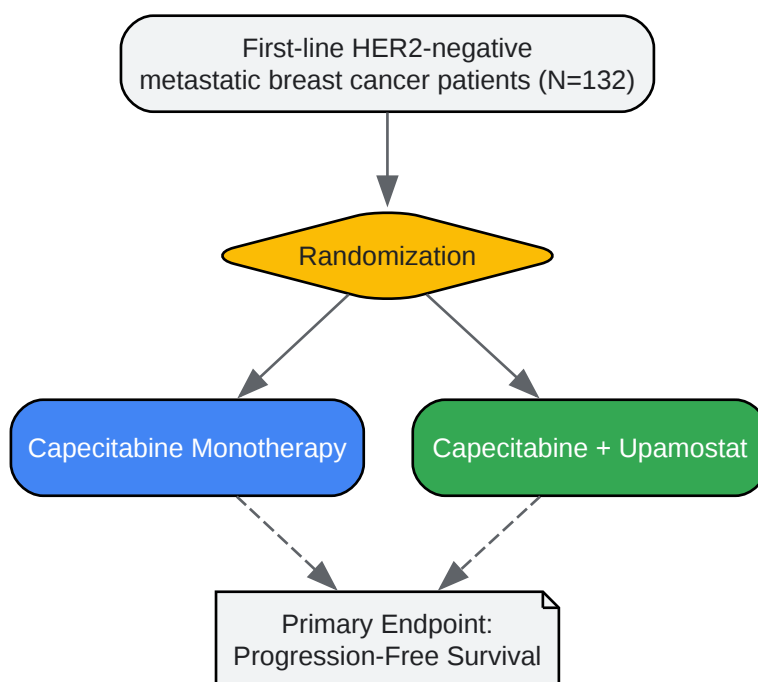 First-line HER2-negative
metastatic breast cancer patients (N=132)
Randomization
Capecitabine Monotherapy
Capecitabine + Upamostat
Primary Endpoint:
Progression-Free Survival